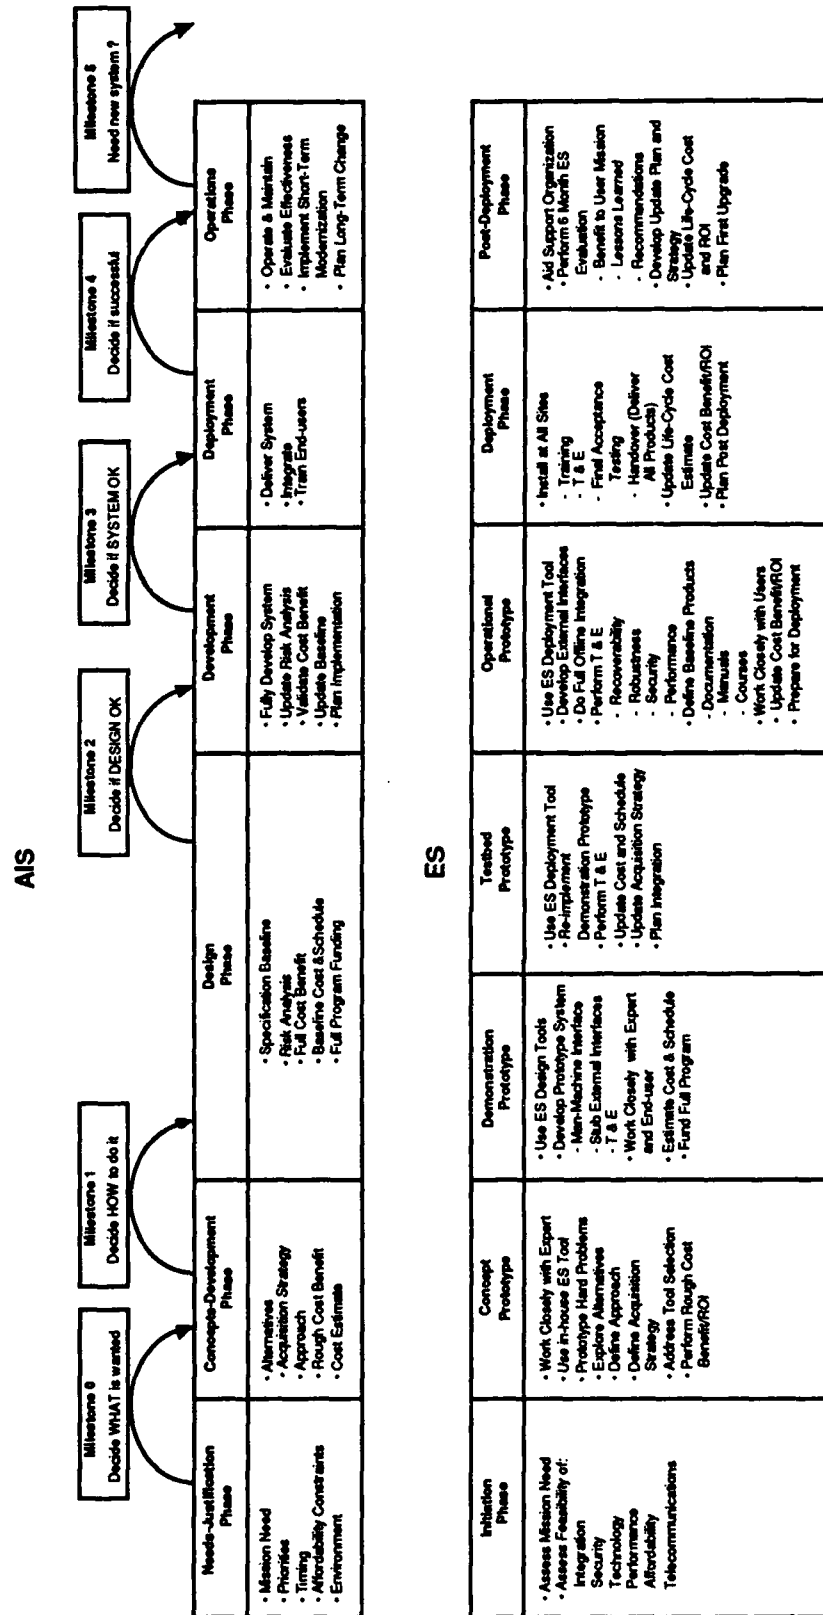 AIS
Milestone 0
Decide WHAT is wanted
Milestone 1
Decide HOW to do it
Milestone 2
Decide if DESIGN OK
Milestone 3
Decide if SYSTEM OK
Milestone 4
Decide if successful
Milestone 5
Need new system ?
Needs-Justification
Phase
• Mission Need
• Priorities
• Timing
• Affordability Constraints
• Environment
Concepts-Development
Phase
• Alternatives
• Acquisition Strategy
• Approach
• Rough Cost Benefit
• Cost Estimate
Design
Phase
• Specification Baseline
• Risk Analysis
• Full Cost Benefit
• Baseline Cost &Schedule
• Full Program Funding
Development
Phase
• Fully Develop System
• Update Risk Analysis
• Validate Cost Benefit
• Update Baseline
• Plan Implementation
Deployment
Phase
• Deliver System
• Integrate
• Train End-users
Operations
Phase
• Operate & Maintain
• Evaluate Effectiveness
• Implement Short-Term
Modernization
• Plan Long-Term Change
ES
Initiation
Phase
• Assess Mission Need
• Assess Feasibility of:
Integration
Security
Technology
Performance
Affordability
Telecommunications
Concept
Prototype
• Work Closely with Expert
• Use in-house ES Tool
• Prototype Hard Problems
• Explore Alternatives
• Define Approach
• Define Acquisition
Strategy
• Address Tool Selection
• Perform Rough Cost
Benefit/ROI
Demonstration
Prototype
• Use ES Design Tools
• Develop Prototype System
- Man-Machine Interface
- Stub External Interfaces
- T & E
• Work Closely with Expert
and End-user
• Estimate Cost & Schedule
• Fund Full Program
Testbed
Prototype
• Use ES Deployment Tool
• Re-implement
Demonstration Prototype
• Perform T & E
• Update Cost and Schedule
• Update Acquisition Strategy
• Plan Integration
Operational
Prototype
• Use ES Deployment Tool
• Develop External Interfaces
• Do Full Offline Integration
• Perform T & E
- Recoverability
- Robustness
- Security
- Performance
• Define Baseline Products
- Documentation
- Manuals
- Courses
• Work Closely with Users
• Update Cost Benefit/ROI
• Prepare for Deployment
Deployment
Phase
• Install at All Sites
- Training
- T & E
- Final Acceptance
Testing
- Handover (Deliver
All Products)
• Update Life-Cycle Cost
Estimate
• Update Cost Benefit/ROI
• Plan Post Deployment
Post-Deployment
Phase
• Aid Support Organization
• Perform 6 Month ES
Evaluation
- Benefit to User Mission
- Lessons Learned
- Recommendations
• Develop Update Plan and
Strategy
• Update Life-Cycle Cost
and ROI
• Plan First Upgrade